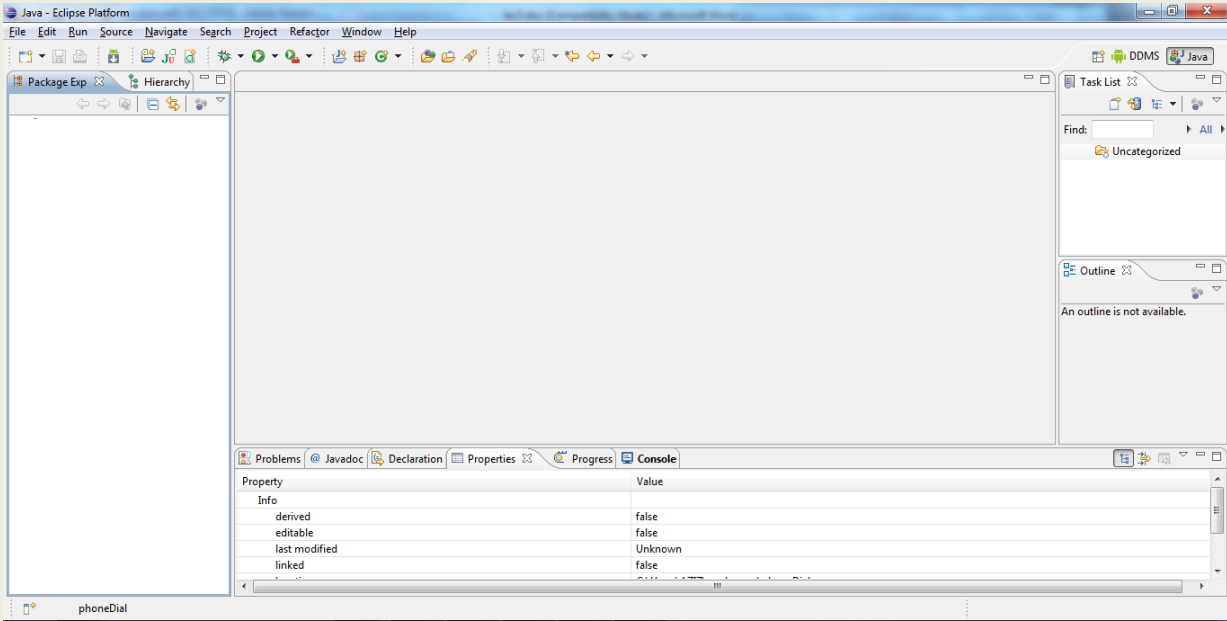 Java - Eclipse Platform
File Edit Run Source Navigate Search Project Refactor Window Help
DDMS Java
Package Exp Hierarchy
Task List
Find: All
Uncategorized
Outline
An outline is not available.
Problems @ Javadoc Declaration Properties Progress Console
Property Value
Info
derived false
editable false
last modified Unknown
linked false
phoneDial